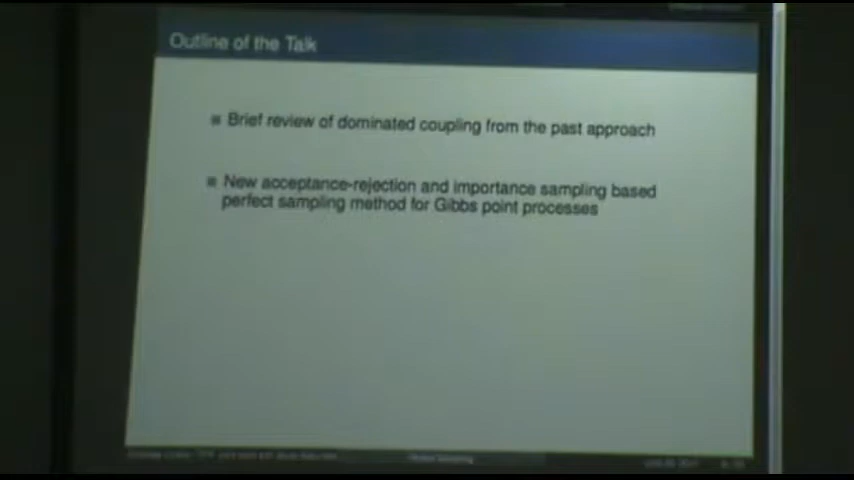 Outline of the Talk
Brief review of dominated coupling from the past approach
New acceptance-rejection and importance sampling based
perfect sampling method for Gibbs point processes